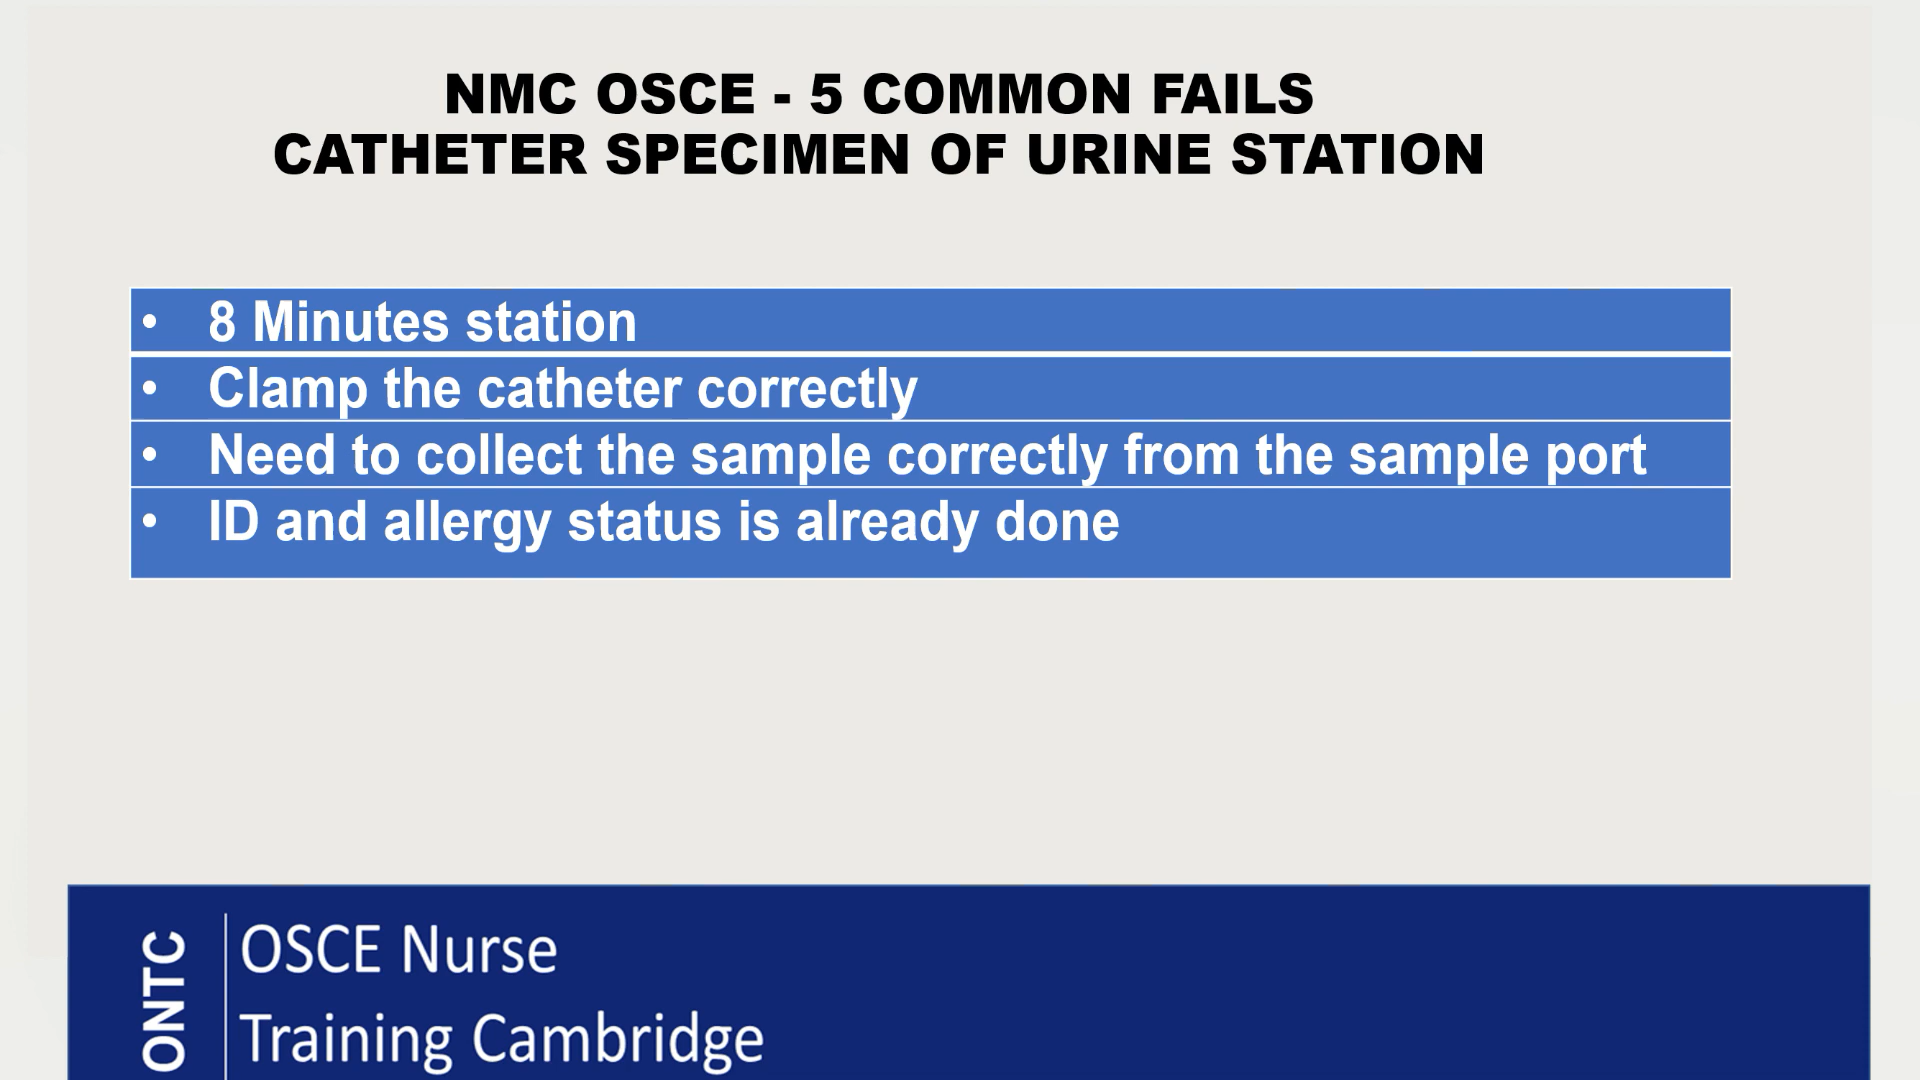 NMC OSCE - 5 COMMON FAILS
CATHETER SPECIMEN OF URINE STATION
• 8 Minutes station
• Clamp the catheter correctly
• Need to collect the sample correctly from the sample port
• ID and allergy status is already done
ONTC
OSCE Nurse
Training Cambridge